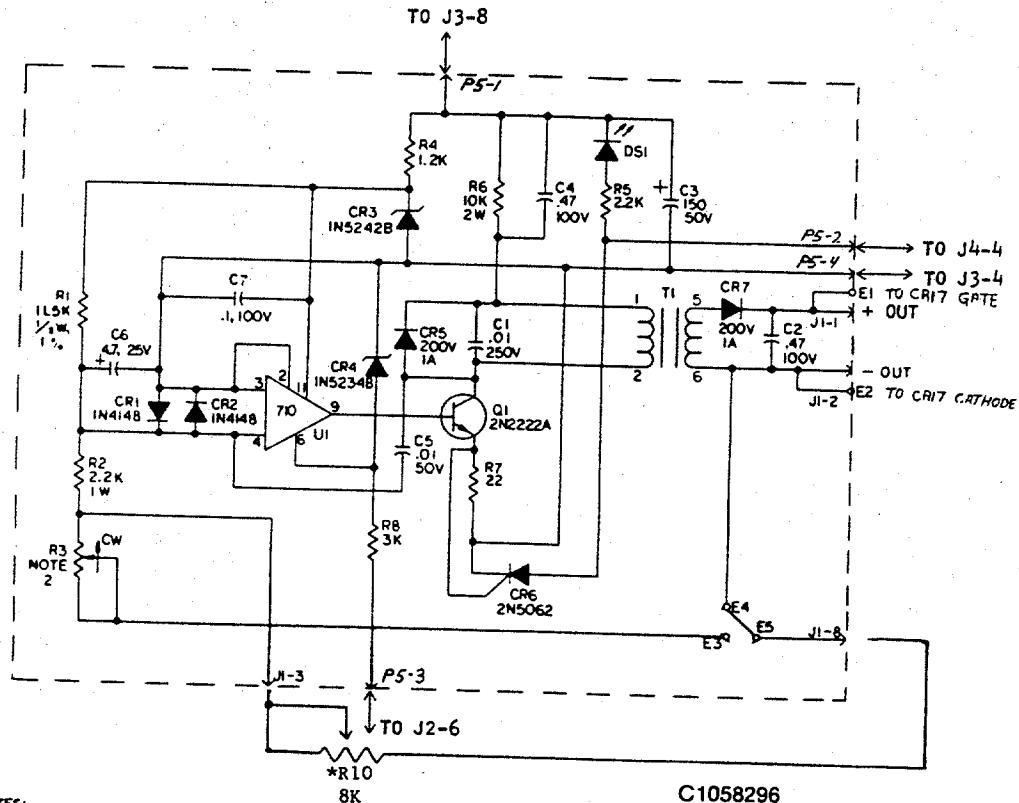 TO J3-8
P5-1
R4
1.2K
DS1
R6
10K
2W
C4
.47
100V
R5
2.2K
C3
150
50V
+
CR3
1N5242B
P5-2
TO J4-4
P5-4
TO J3-4
R1
11.5K
1%
C7
.1, 100V
C6
4.7, 25V
+
CR5
200V
1A
C1
.01
250V
CR4
1N5234B
1
T1
5
CR7
200V
1A
E1 TO CR17 GATE
J1-1
+ OUT
C2
.47
100V
2
6
- OUT
J1-2
E2 TO CR17 CATHODE
CR1
1N4148
CR2
1N4148
3
2
11
710
9
4
6
U1
Q1
2N2222A
C5
.01
50V
R7
22
R2
2.2K
1W
R3
NOTE
2
CW
R8
3K
CR6
2N5062
E4
E3
E5
J1-8
J1-3
P5-3
TO J2-6
*R10
8K
C1058296